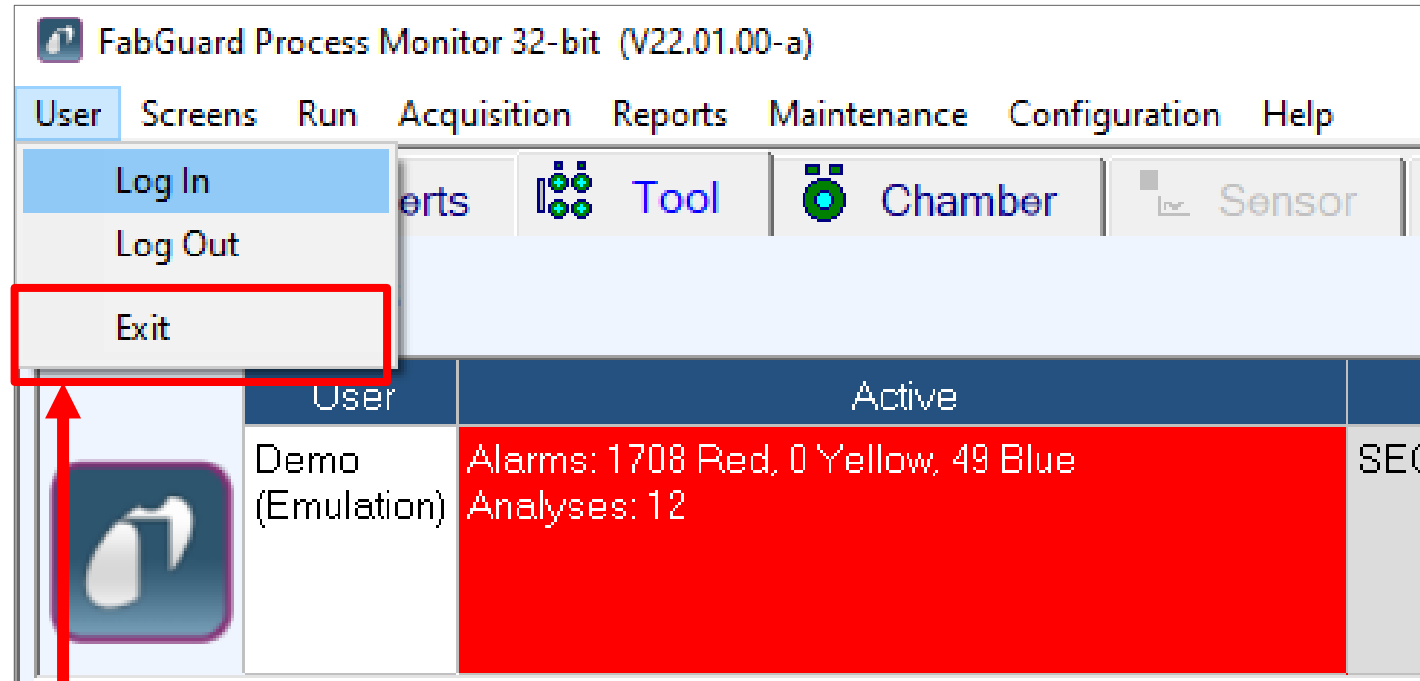 FabGuard Process Monitor 32-bit (V22.01.00-a)
User Screens Run Acquisition Reports Maintenance Configuration Help
Log In
Log Out
Exit
erts Tool Chamber Sensor
User Active
Demo
(Emulation)
Alarms: 1708 Red, 0 Yellow, 49 Blue
Analyses: 12